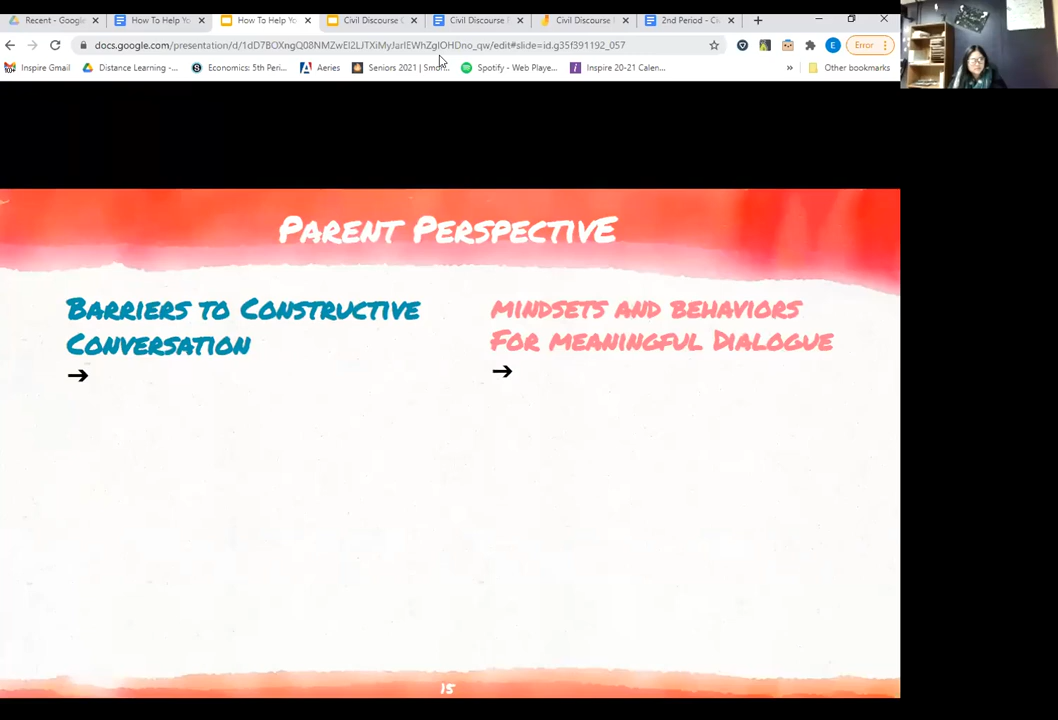 Recent - Google
How To Help Yo
How To Help Yo
Civil Discourse C
Civil Discourse F
Civil Discourse
2nd Period - Ci
docs.google.com/presentation/d/1dD7BOXngQ08NMZwEI2LJTXiMyJarlEWhZglOHDno_qw/edit#slide=id.g35f391192_057
E
Error
Inspire Gmail
Distance Learning -...
Economics: 5th Peri...
Aeries
Seniors 2021 | Smo...
Spotify - Web Playe...
Inspire 20-21 Calen...
»
Other bookmarks
Parent Perspective
Barriers to Constructive
Conversation
➔
mindsets and behaviors
For meaningful Dialogue
➔
15